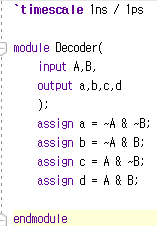 `timescale 1ns / 1ps
module Decoder(
input A,B,
output a,b,c,d
);
assign a = ~A & ~B;
assign b = ~A & B;
assign c = A & ~B;
assign d = A & B;
endmodule